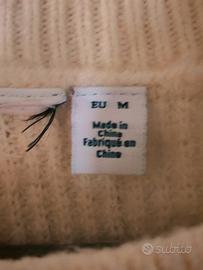 EU M
Made in
China
Fabriqué en
Chine
subito